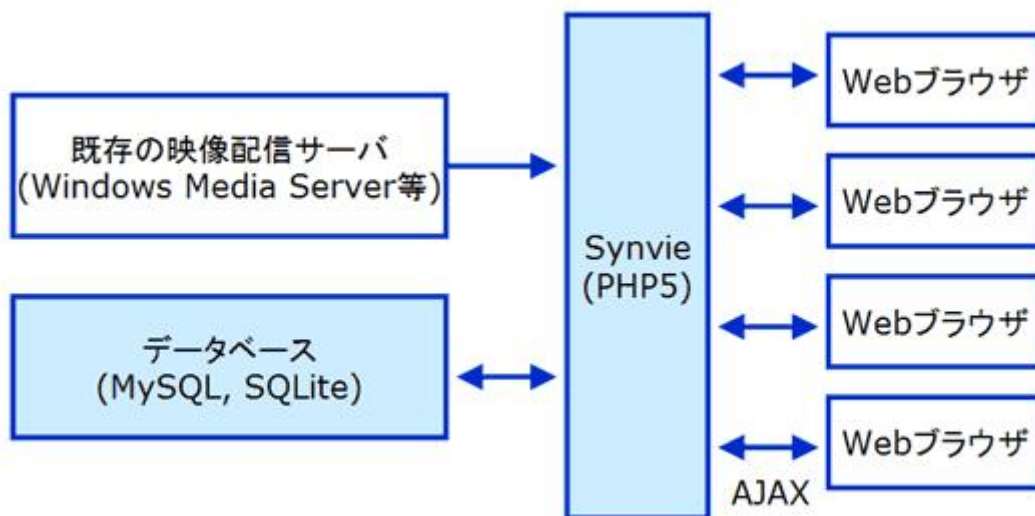 既存の映像配信サーバ
(Windows Media Server等)
データベース
(MySQL, SQLite)
Synvie
(PHP5)
Webブラウザ
Webブラウザ
Webブラウザ
Webブラウザ
AJAX